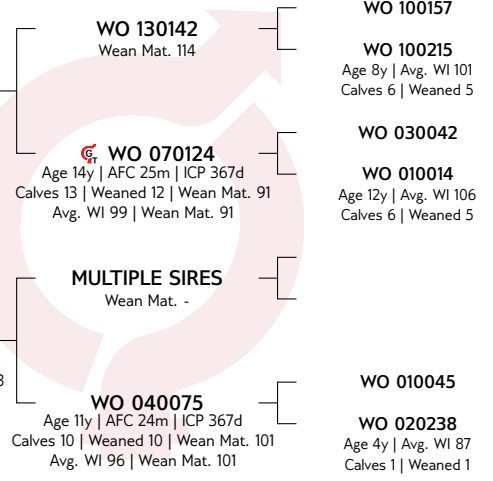 WO 130142
Wean Mat. 114
G T WO 070124
Age 14y | AFC 25m | ICP 367d
Calves 13 | Weaned 12 | Wean Mat. 91
Avg. WI 99 | Wean Mat. 91
MULTIPLE SIRES
Wean Mat. -
3
WO 040075
Age 11y | AFC 24m | ICP 367d
Calves 10 | Weaned 10 | Wean Mat. 101
Avg. WI 96 | Wean Mat. 101
WO 100157
WO 100215
Age 8y | Avg. WI 101
Calves 6 | Weaned 5
WO 030042
WO 010014
Age 12y | Avg. WI 106
Calves 6 | Weaned 5
WO 010045
WO 020238
Age 4y | Avg. WI 87
Calves 1 | Weaned 1